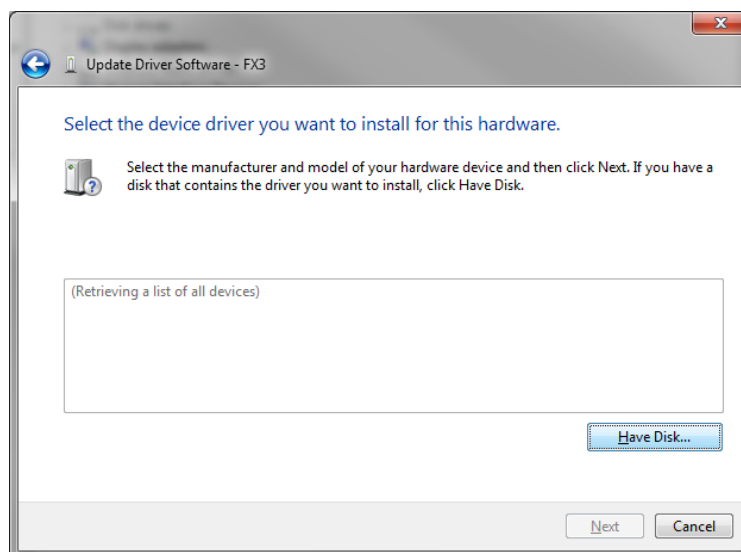 Update Driver Software - FX3
Select the device driver you want to install for this hardware.
Select the manufacturer and model of your hardware device and then click Next. If you have a
disk that contains the driver you want to install, click Have Disk.
(Retrieving a list of all devices)
Have Disk...
Next
Cancel